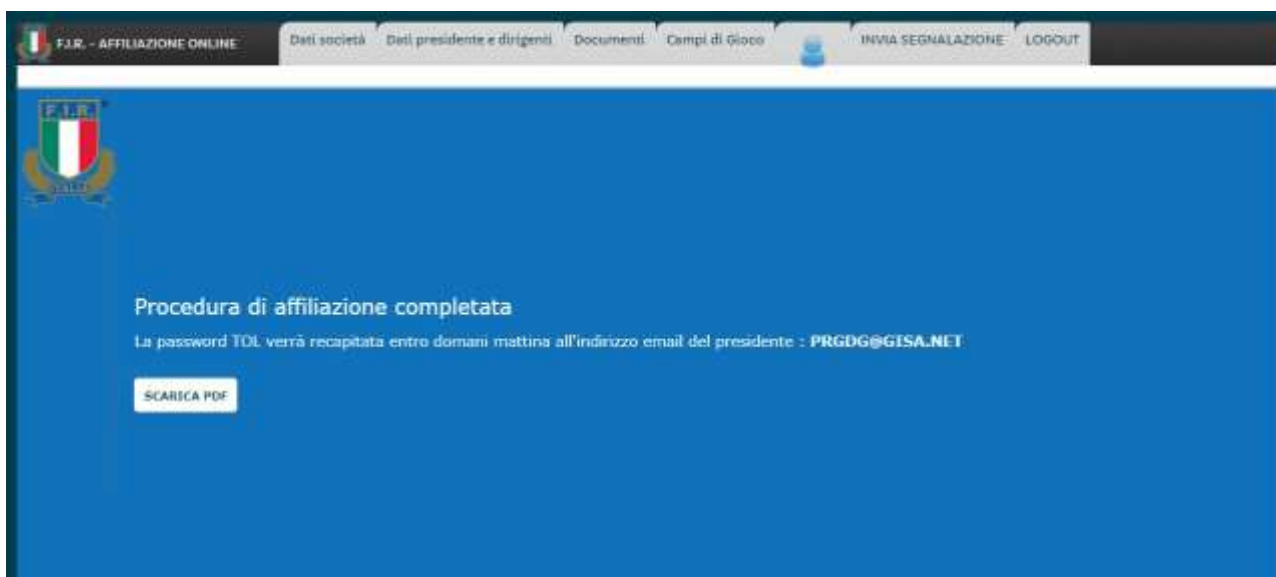 F.I.R. - AFFILIAZIONE ONLINE
Dati società Dati presidente e dirigenti Documenti Campi di Gioco INVIA SEGNALAZIONE LOGOUT
F.I.R.
Procedura di affiliazione completata
La password TOL verrà recapitata entro domani mattina all'indirizzo email del presidente : PRGDG@GISA.NET
SCARICA PDF